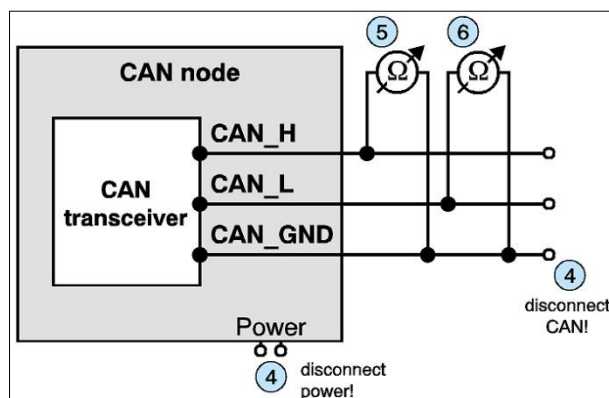 5
6
Ω
Ω
CAN node
CAN_H
CAN
transceiver
CAN_L
CAN_GND
4
disconnect
CAN!
Power
4
disconnect
power!